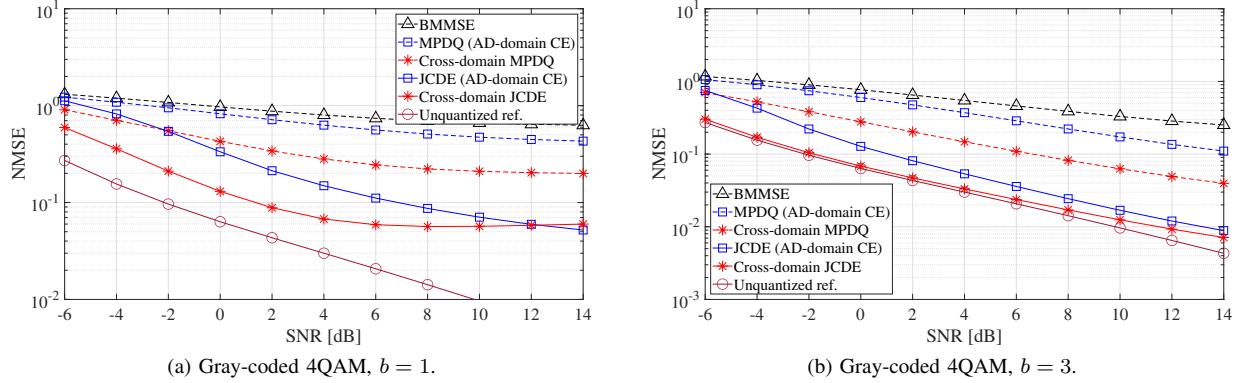 10^1
10^0
10^-1
10^-2
NMSE
-6 -4 -2 0 2 4 6 8 10 12 14
SNR [dB]
BMMSE
MPDQ (AD-domain CE)
Cross-domain MPDQ
JCDE (AD-domain CE)
Cross-domain JCDE
Unquantized ref.
(a) Gray-coded 4QAM, b = 1.
10^1
10^0
10^-1
10^-2
10^-3
NMSE
BMMSE
MPDQ (AD-domain CE)
Cross-domain MPDQ
JCDE (AD-domain CE)
Cross-domain JCDE
Unquantized ref.
-6 -4 -2 0 2 4 6 8 10 12 14
SNR [dB]
(b) Gray-coded 4QAM, b = 3.